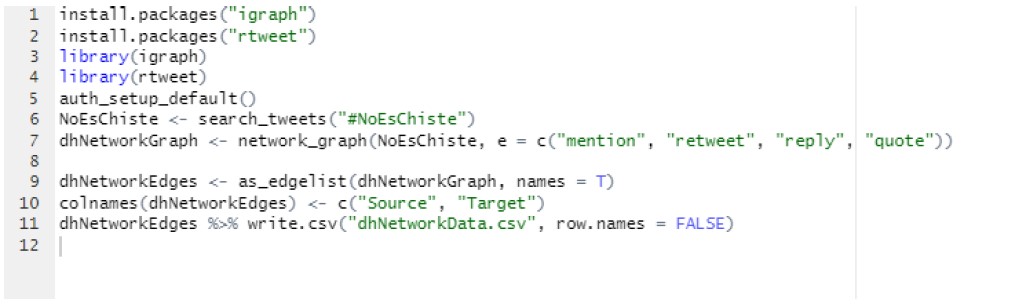 1 install.packages("igraph")
2 install.packages("rtweet")
3 library(igraph)
4 library(rtweet)
5 auth_setup_default()
6 NoEsChiste <- search_tweets("#NoEsChiste")
7 dhNetworkGraph <- network_graph(NoEsChiste, e = c("mention", "retweet", "reply", "quote"))
8
9 dhNetworkEdges <- as_edgelist(dhNetworkGraph, names = T)
10 colnames(dhNetworkEdges) <- c("Source", "Target")
11 dhNetworkEdges %>% write.csv("dhNetworkData.csv", row.names = FALSE)
12